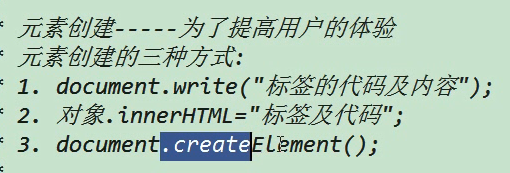 * 元素创建-----为了提高用户的体验
* 元素创建的三种方式:
* 1. document.write("标签的代码及内容");
* 2. 对象.innerHTML="标签及代码";
* 3. document.createElement();
*